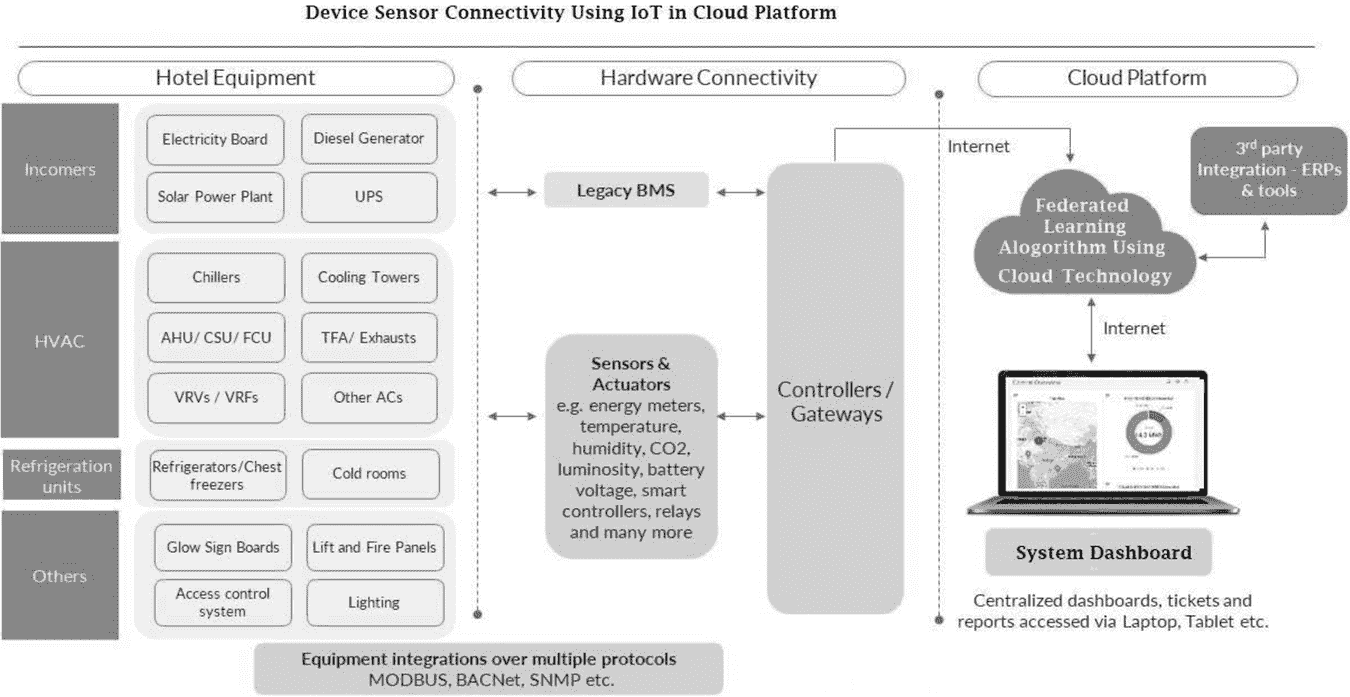 Device Sensor Connectivity Using IoT in Cloud Platform
Hotel Equipment
Hardware Connectivity
Cloud Platform
Incomers
Electricity Board
Diesel Generator
Solar Power Plant
UPS
HVAC
Chillers
Cooling Towers
AHU/ CSU/ FCU
TFA/ Exhausts
VRVs / VRFs
Other ACs
Refrigeration
units
Refrigerators/Chest
freezers
Cold rooms
Others
Glow Sign Boards
Lift and Fire Panels
Access control
system
Lighting
Legacy BMS
Sensors &
Actuators
e.g. energy meters,
temperature,
humidity, CO2,
luminosity, battery
voltage, smart
controllers, relays
and many more
Controllers /
Gateways
Internet
3rd party
Integration - ERPs
& tools
Federated
Learning
Alogorithm Using
Cloud Technology
Internet
System Dashboard
Centralized dashboards, tickets and
reports accessed via Laptop, Tablet etc.
Equipment integrations over multiple protocols
MODBUS, BACNet, SNMP etc.